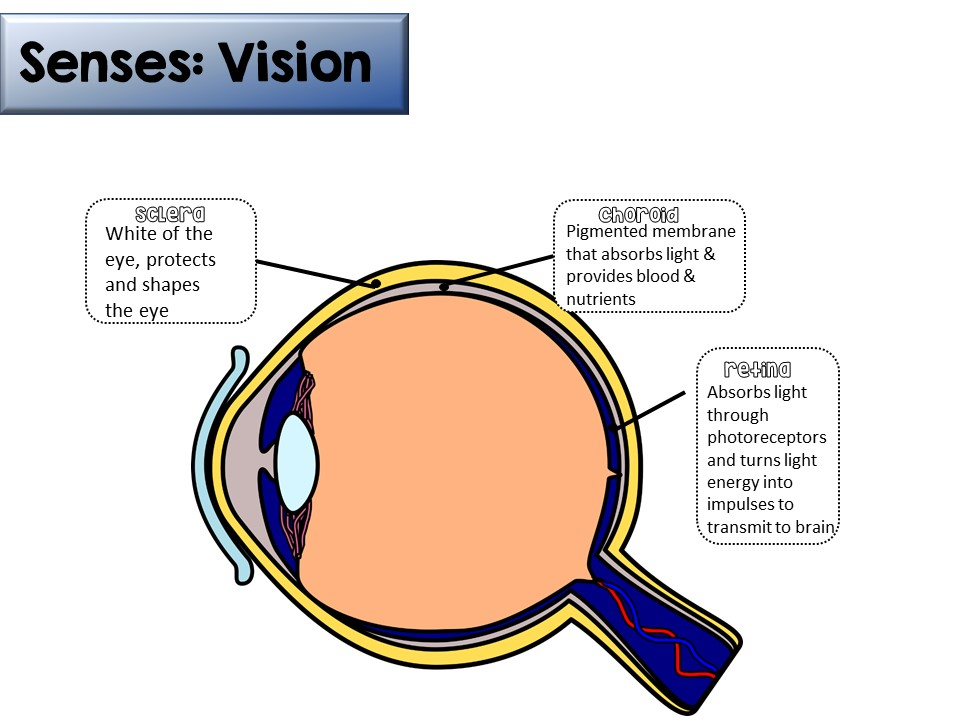 Senses: Vision
Sclera
White of the
eye, protects
and shapes
the eye
Choroid
Pigmented membrane
that absorbs light &
provides blood &
nutrients
Retina
Absorbs light
through
photoreceptors
and turns light
energy into
impulses to
transmit to brain